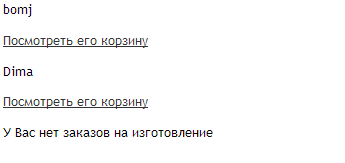 bomj
Посмотреть его корзину
Dima
Посмотреть его корзину
У Вас нет заказов на изготовление